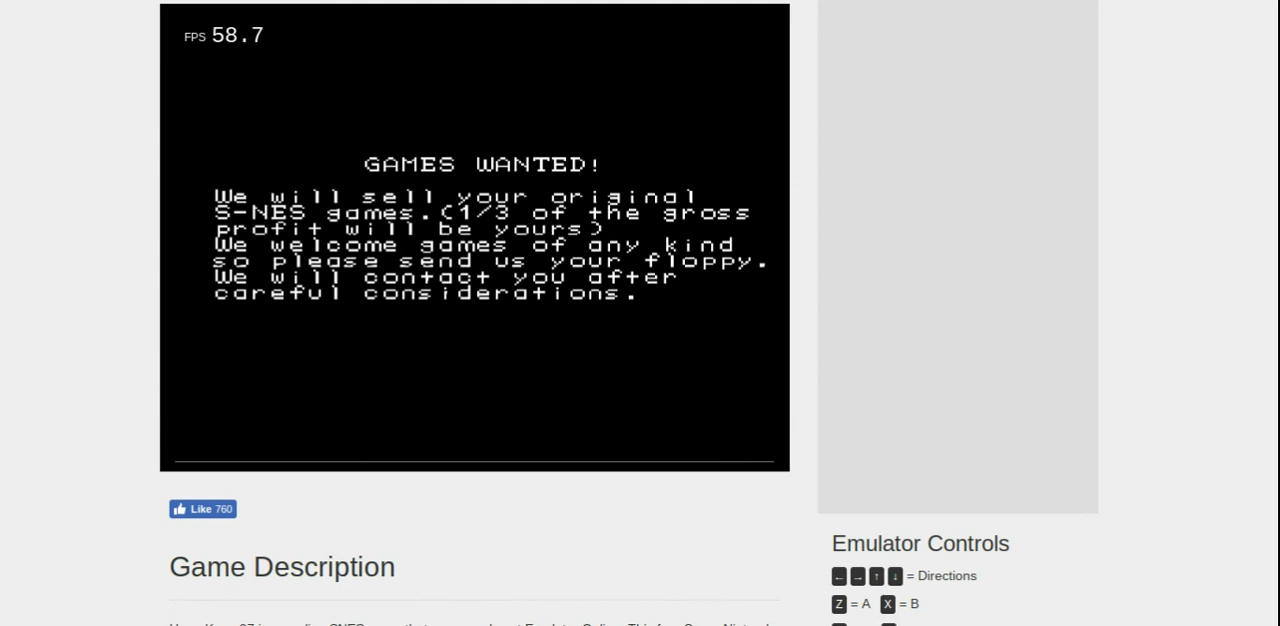 FPS 58.7
GAMES WANTED!
We will sell your original
S-NES games.(1/3 of the gross
profit will be yours)
We welcome games of any kind
so please send us your floppy.
We will contact you after
careful considerations.
Like 760
Game Description
Emulator Controls
← → ↑ ↓ = Directions
Z = A X = B